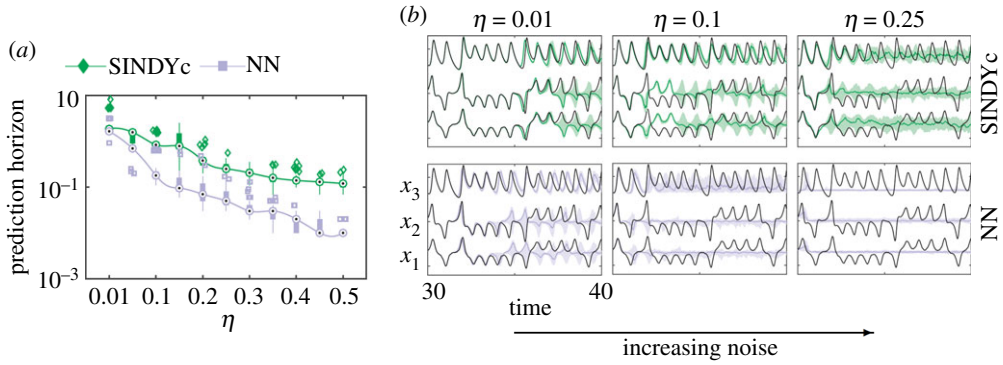 (a)
SINDYc NN
prediction horizon
10
10⁻¹
10⁻³
0.01 0.1 0.2 0.3 0.4 0.5
η
(b)
η = 0.01 η = 0.1 η = 0.25
SINDYc
x₃
x₂
x₁
NN
30 40
time
increasing noise